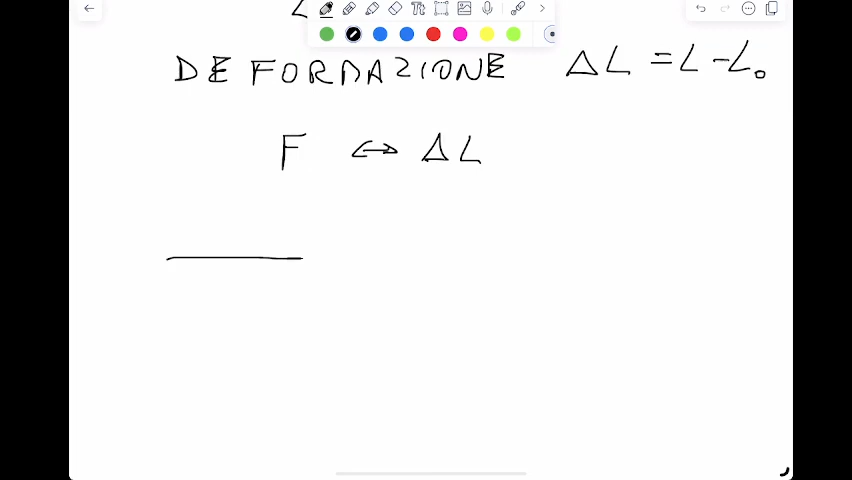 DEFORMAZIONE ΔL = L - L₀
F ↔ ΔL